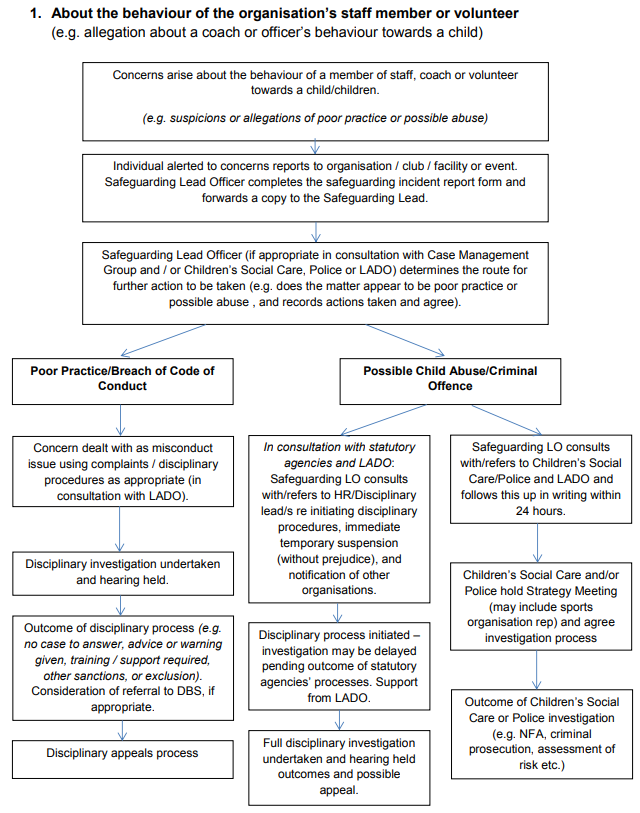 1. About the behaviour of the organisation's staff member or volunteer
(e.g. allegation about a coach or officer's behaviour towards a child)
Concerns arise about the behaviour of a member of staff, coach or volunteer
towards a child/children.
(e.g. suspicions or allegations of poor practice or possible abuse)
Individual alerted to concerns reports to organisation / club / facility or event.
Safeguarding Lead Officer completes the safeguarding incident report form and
forwards a copy to the Safeguarding Lead.
Safeguarding Lead Officer (if appropriate in consultation with Case Management
Group and / or Children's Social Care, Police or LADO) determines the route for
further action to be taken (e.g. does the matter appear to be poor practice or
possible abuse , and records actions taken and agree).
Poor Practice/Breach of Code of
Conduct
Concern dealt with as misconduct
issue using complaints / disciplinary
procedures as appropriate (in
consultation with LADO).
Disciplinary investigation undertaken
and hearing held.
Outcome of disciplinary process (e.g.
no case to answer, advice or warning
given, training / support required,
other sanctions, or exclusion).
Consideration of referral to DBS, if
appropriate.
Disciplinary appeals process
Possible Child Abuse/Criminal
Offence
In consultation with statutory
agencies and LADO:
Safeguarding LO consults
with/refers to HR/Disciplinary
lead/s re initiating disciplinary
procedures, immediate
temporary suspension
(without prejudice), and
notification of other
organisations.
Disciplinary process initiated –
investigation may be delayed
pending outcome of statutory
agencies' processes. Support
from LADO.
Full disciplinary investigation
undertaken and hearing held
outcomes and possible
appeal.
Safeguarding LO consults
with/refers to Children's Social
Care/Police and LADO and
follows this up in writing within
24 hours.
Children's Social Care and/or
Police hold Strategy Meeting
(may include sports
organisation rep) and agree
investigation process
Outcome of Children's Social
Care or Police investigation
(e.g. NFA, criminal
prosecution, assessment of
risk etc.)